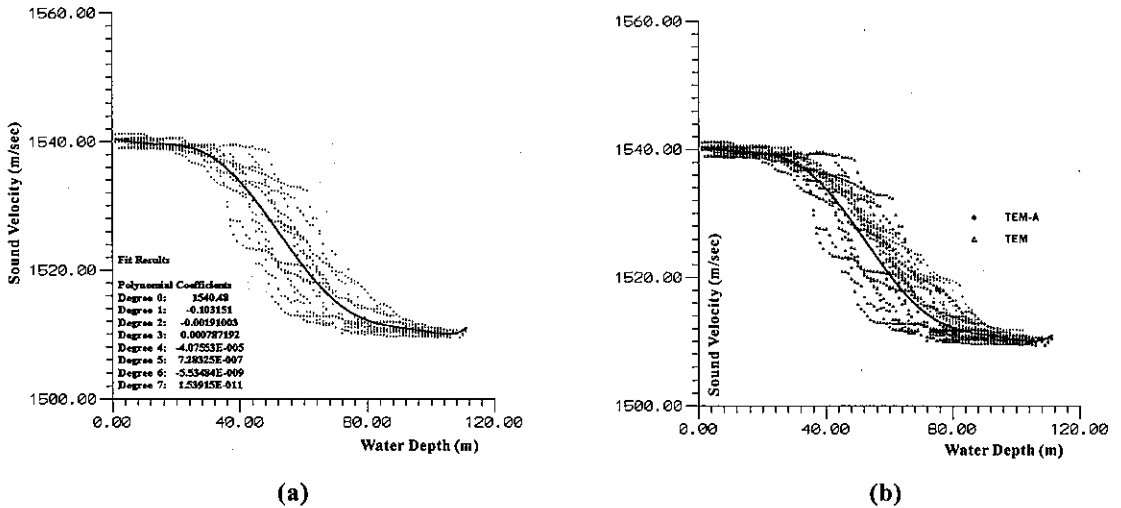 1560.00
1540.00
1520.00
1500.00
Sound Velocity (m/sec)
Fit Results
Polynomial Coefficients
Degree 0: 1540.48
Degree 1: -0.103151
Degree 2: -0.00191003
Degree 3: 0.000787192
Degree 4: -4.07553E-005
Degree 5: 7.28325E-007
Degree 6: -5.53484E-009
Degree 7: 1.53915E-011
0.00 40.00 80.00 120.00
Water Depth (m)
(a)
1560.00
1540.00
1520.00
1500.00
Sound Velocity (m/sec)
TEM-A
TEM
0.00 40.00 80.00 120.00
Water Depth (m)
(b)